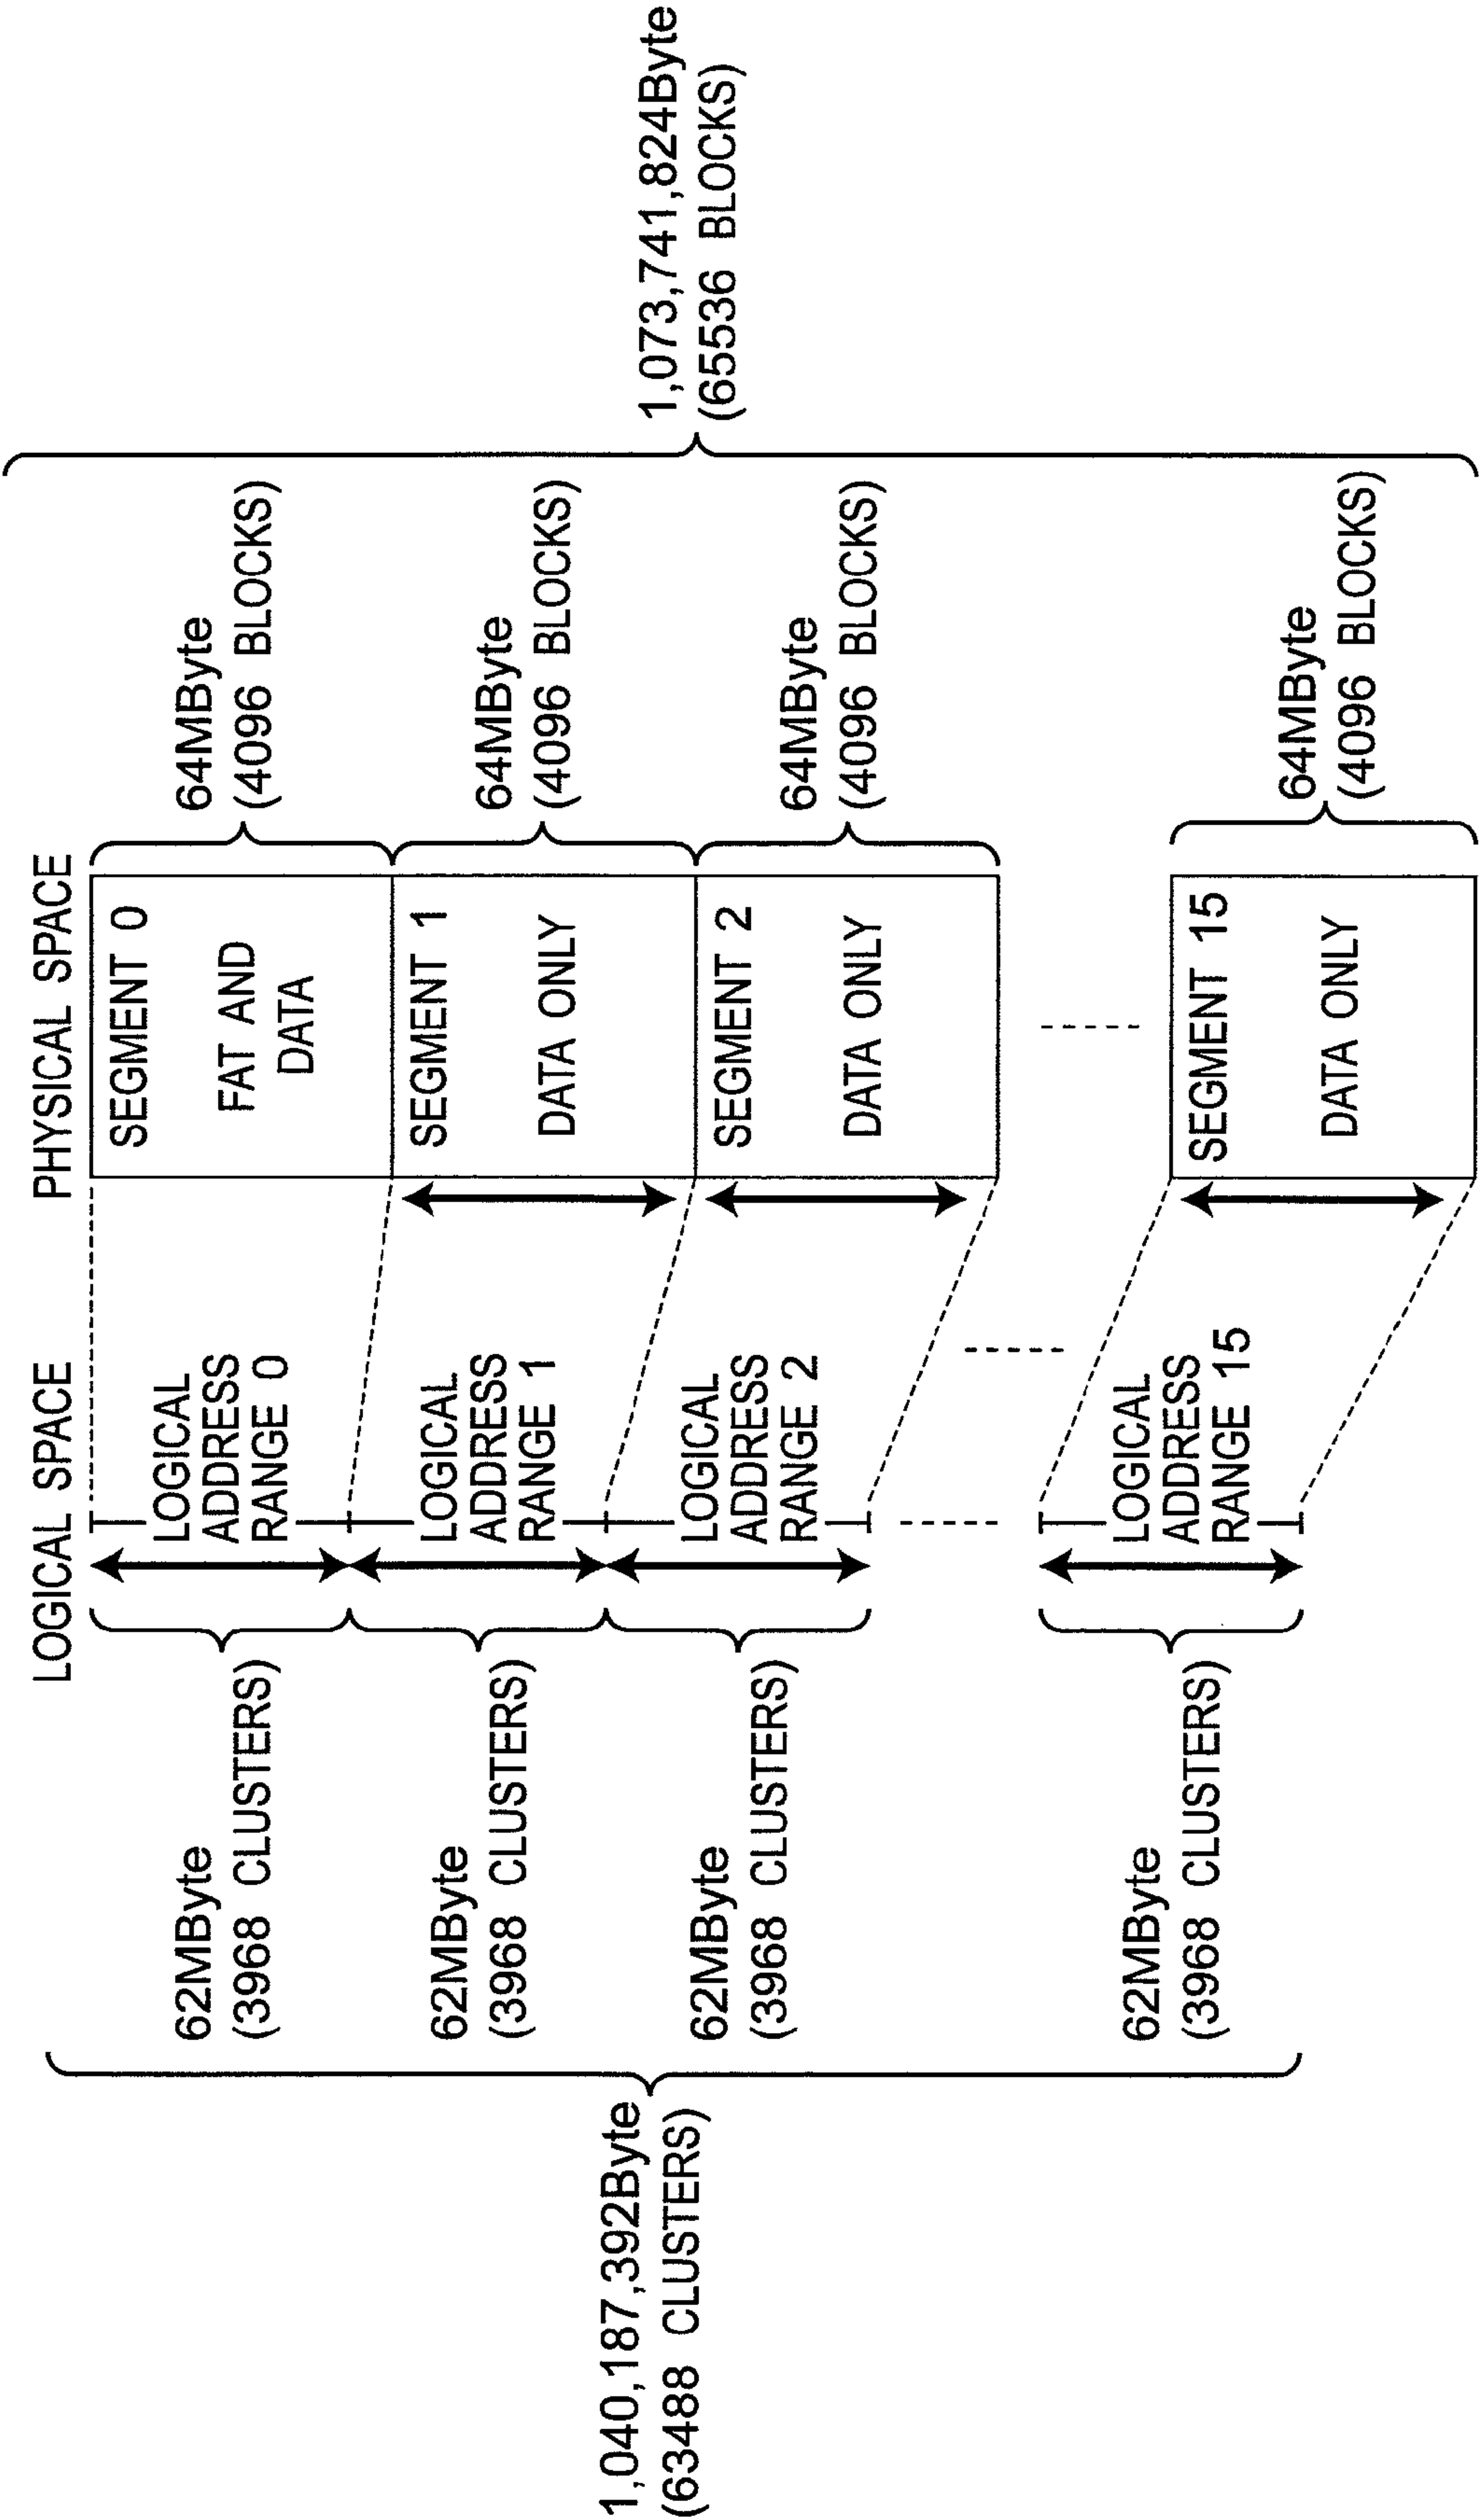 LOGICAL SPACE
PHYSICAL SPACE
1,040,187,392Byte
(63488 CLUSTERS)
62MByte
(3968 CLUSTERS)
62MByte
(3968 CLUSTERS)
62MByte
(3968 CLUSTERS)
62MByte
(3968 CLUSTERS)
LOGICAL
ADDRESS
RANGE 0
LOGICAL
ADDRESS
RANGE 1
LOGICAL
ADDRESS
RANGE 2
LOGICAL
ADDRESS
RANGE 15
SEGMENT 0
FAT AND
DATA
SEGMENT 1
DATA ONLY
SEGMENT 2
DATA ONLY
SEGMENT 15
DATA ONLY
64MByte
(4096 BLOCKS)
64MByte
(4096 BLOCKS)
64MByte
(4096 BLOCKS)
64MByte
(4096 BLOCKS)
1,073,741,824Byte
(65536 BLOCKS)